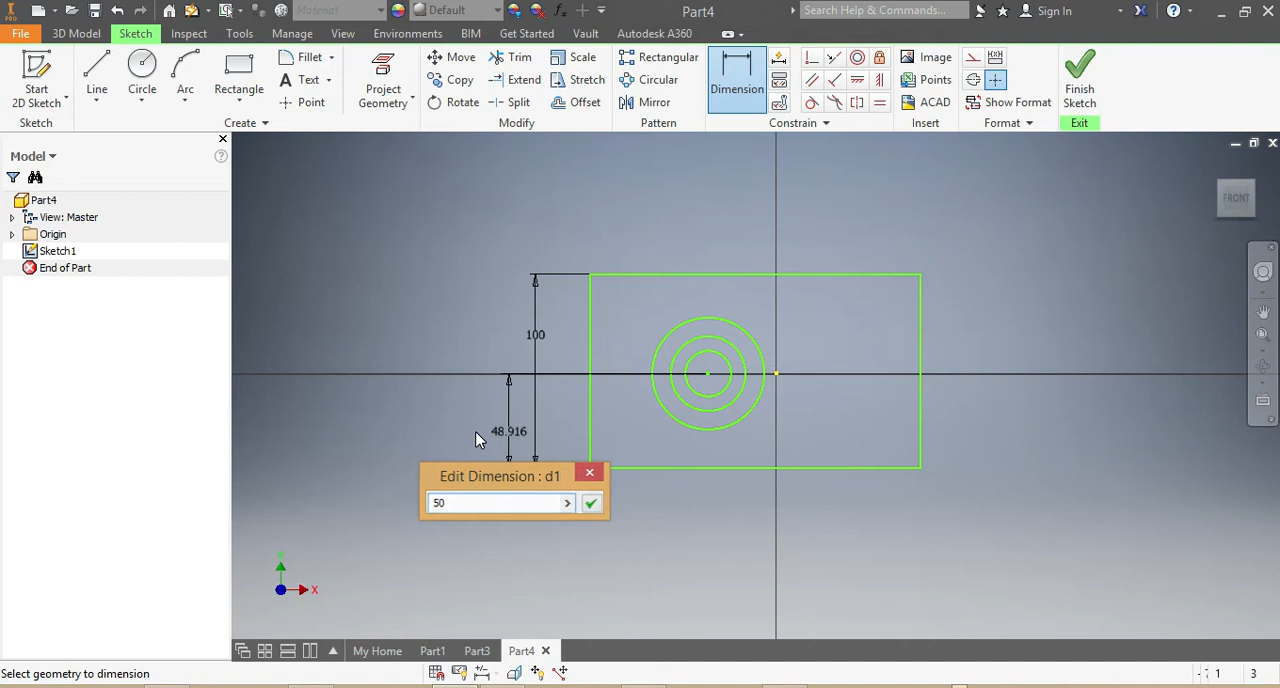 PRO
Material
Default
fx
Part4
Search Help & Commands...
Sign In
File
3D Model
Sketch
Inspect
Tools
Manage
View
Environments
BIM
Get Started
Vault
Autodesk A360
Start
2D Sketch
Line
Circle
Arc
Rectangle
Fillet
Text
Point
Project
Geometry
Move
Copy
Rotate
Trim
Extend
Split
Scale
Stretch
Offset
Rectangular
Circular
Mirror
Dimension
Image
Points
ACAD
Show Format
Finish
Sketch
Sketch
Create
Modify
Pattern
Constrain
Insert
Format
Exit
Model
Part4
View: Master
Origin
Sketch1
End of Part
FRONT
100
48.916
Edit Dimension : d1
50
X
My Home
Part1
Part3
Part4
Select geometry to dimension
1
3